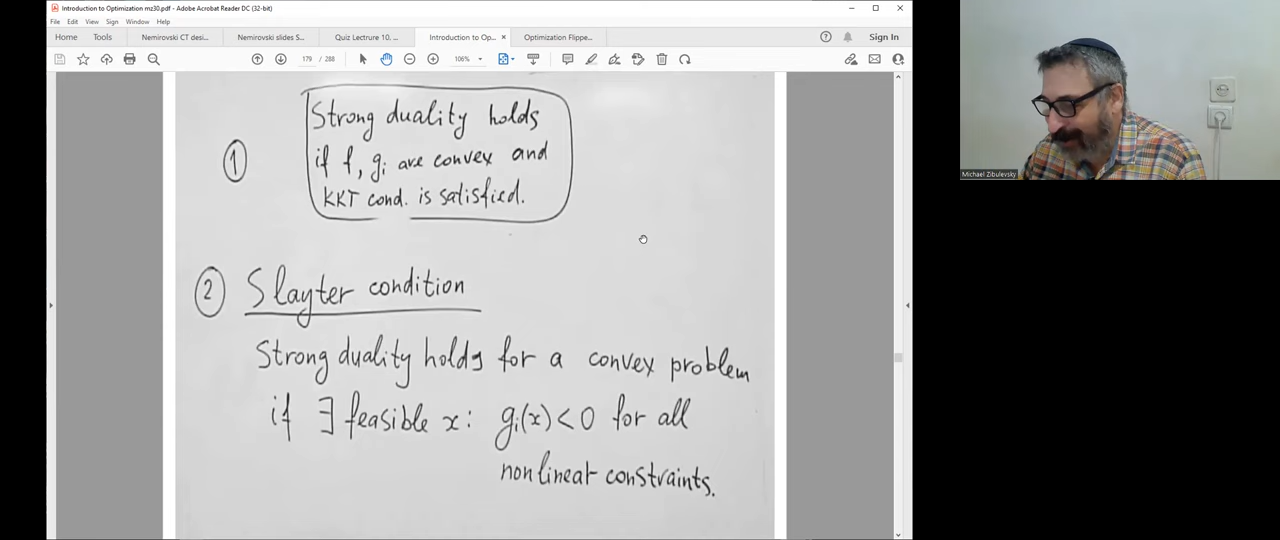 Introduction to Optimization mz30.pdf - Adobe Acrobat Reader DC (32-bit)
File Edit View Sign Window Help
Home Tools Nemirovski CT desi... Nemirovski slides S... Quiz Lectrure 10. ... Introduction to Op... × Optimization Flippe... Sign In
179 / 288 106%
① Strong duality holds
if f, gi are convex and
KKT cond. is satisfied.
② Slayter condition
Strong duality holds for a convex problem
if ∃ feasible x: gi(x) < 0 for all
nonlinear constraints.
Michael Zibulevsky